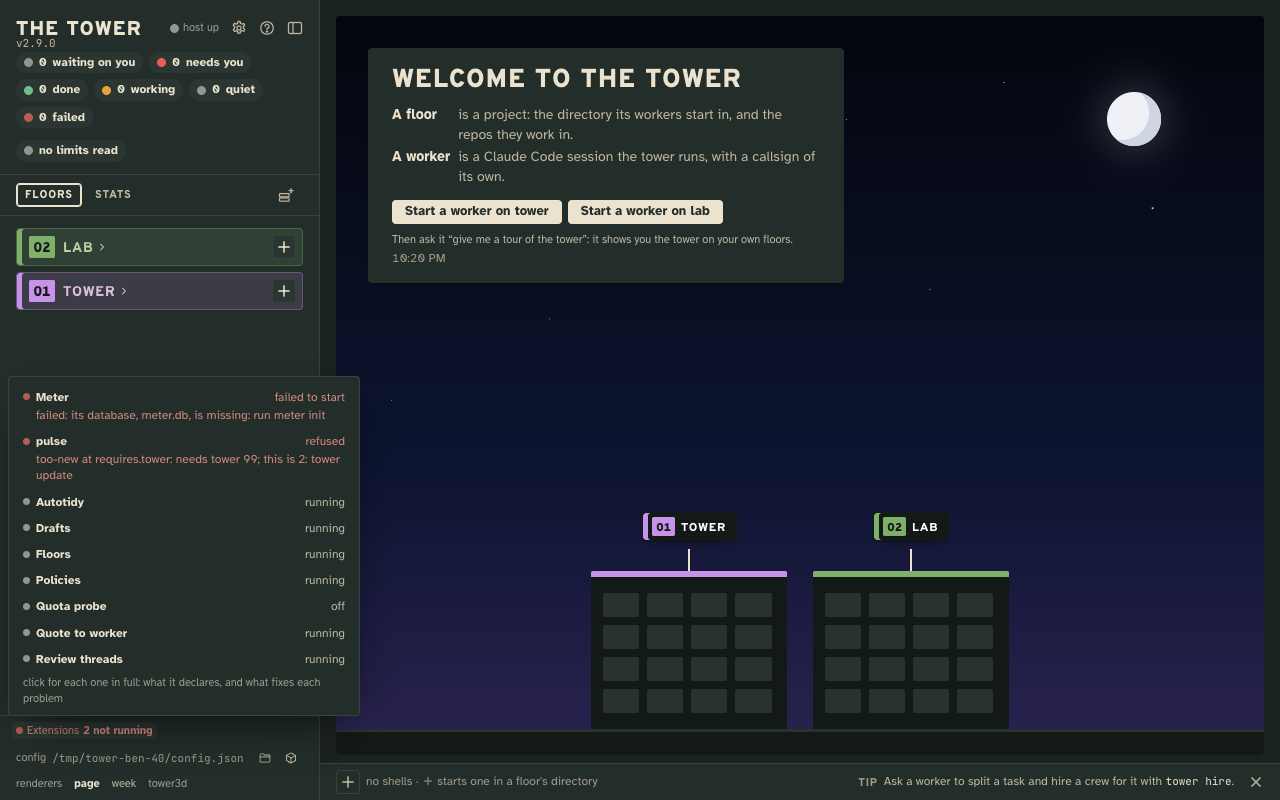 THE TOWER
v2.9.0
host up
0 waiting on you
0 needs you
0 done
0 working
0 quiet
0 failed
no limits read
FLOORS
STATS
02 LAB ›
01 TOWER ›
WELCOME TO THE TOWER
A floor is a project: the directory its workers start in, and the
repos they work in.
A worker is a Claude Code session the tower runs, with a callsign of
its own.
Start a worker on tower
Start a worker on lab
Then ask it “give me a tour of the tower”: it shows you the tower on your own floors.
10:20 PM
01 TOWER
02 LAB
Meter failed to start
failed: its database, meter.db, is missing: run meter init
pulse refused
too-new at requires.tower: needs tower 99; this is 2: tower
update
Autotidy running
Drafts running
Floors running
Policies running
Quota probe off
Quote to worker running
Review threads running
click for each one in full: what it declares, and what fixes each
problem
Extensions 2 not running
config /tmp/tower-ben-40/config.json
renderers page week tower3d
no shells · + starts one in a floor's directory
TIP Ask a worker to split a task and hire a crew for it with tower hire.